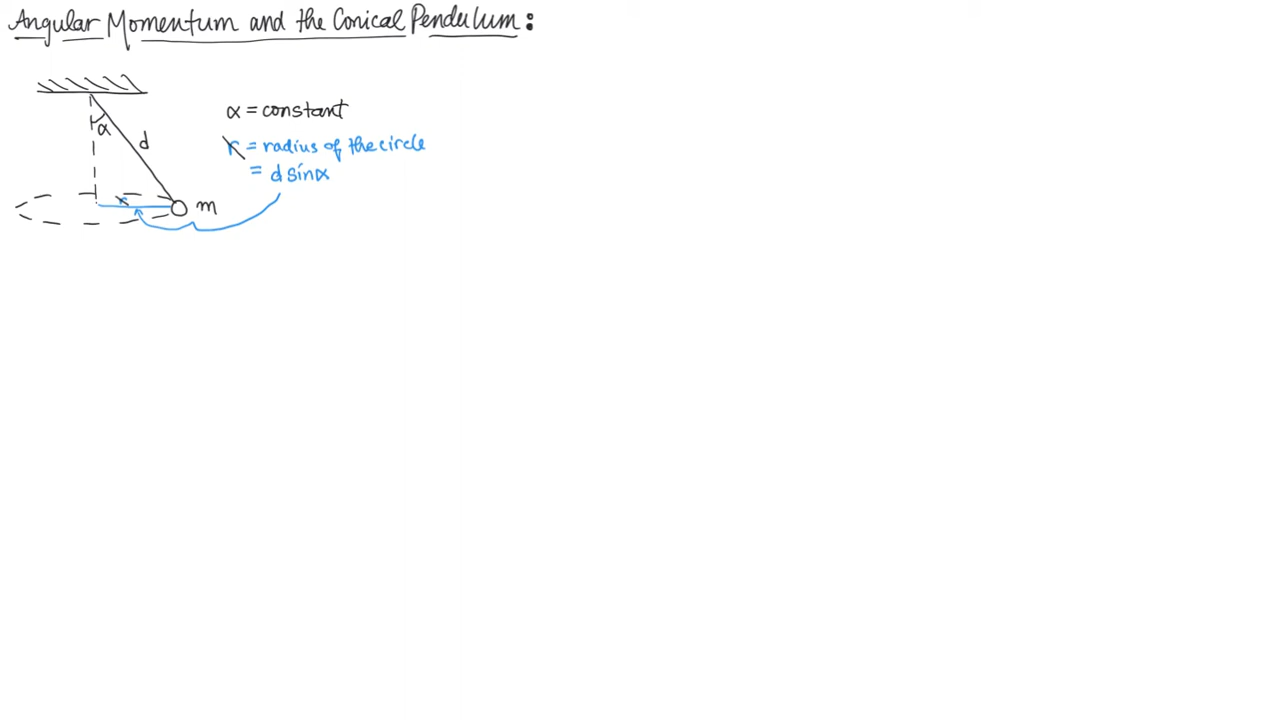 Angular Momentum and the Conical Pendulum:
α
d
α = constant
r = radius of the circle
= d sinα
r
m